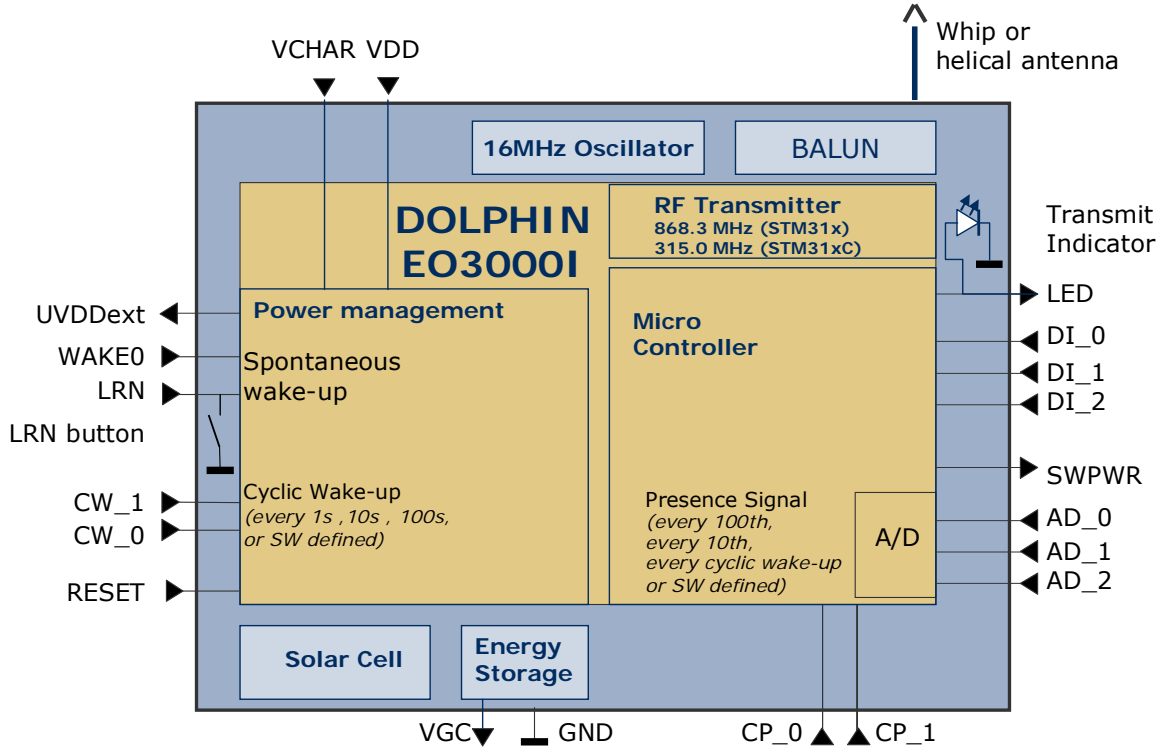 Whip or
helical antenna
VCHAR VDD
16MHz Oscillator
BALUN
DOLPHIN
EO3000I
RF Transmitter
868.3 MHz (STM31x)
315.0 MHz (STM31xC)
Transmit
Indicator
LED
UVDDext
WAKE0
LRN
LRN button
CW_1
CW_0
RESET
Power management
Spontaneous
wake-up
Cyclic Wake-up
(every 1s ,10s , 100s,
or SW defined)
Micro
Controller
Presence Signal
(every 100th,
every 10th,
every cyclic wake-up
or SW defined)
A/D
DI_0
DI_1
DI_2
SWPWR
AD_0
AD_1
AD_2
Solar Cell
Energy
Storage
VGC
GND
CP_0
CP_1